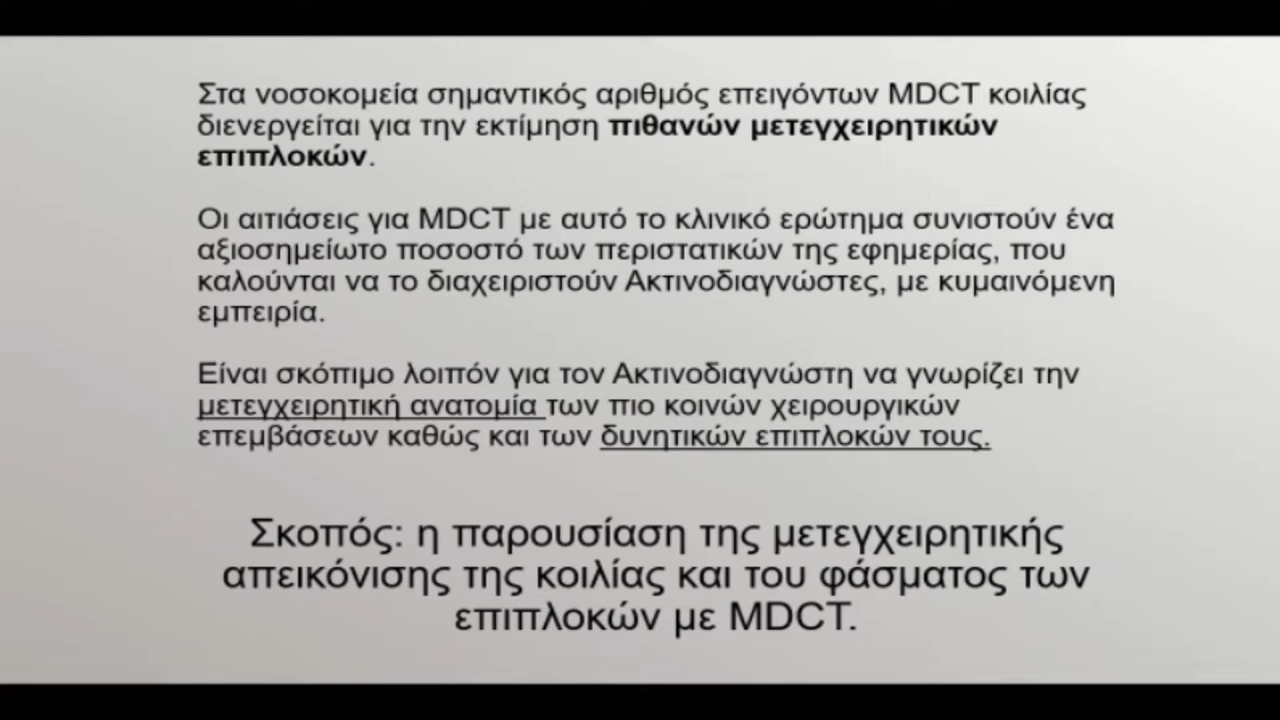 Στα νοσοκομεία σημαντικός αριθμός επειγόντων MDCT κοιλίας
διενεργείται για την εκτίμηση πιθανών μετεγχειρητικών
επιπλοκών.
Οι αιτιάσεις για MDCT με αυτό το κλινικό ερώτημα συνιστούν ένα
αξιοσημείωτο ποσοστό των περιστατικών της εφημερίας, που
καλούνται να το διαχειριστούν Ακτινοδιαγνώστες, με κυμαινόμενη
εμπειρία.
Είναι σκόπιμο λοιπόν για τον Ακτινοδιαγνώστη να γνωρίζει την
μετεγχειρητική ανατομία των πιο κοινών χειρουργικών
επεμβάσεων καθώς και των δυνητικών επιπλοκών τους.
Σκοπός: η παρουσίαση της μετεγχειρητικής
απεικόνισης της κοιλίας και του φάσματος των
επιπλοκών με MDCT.